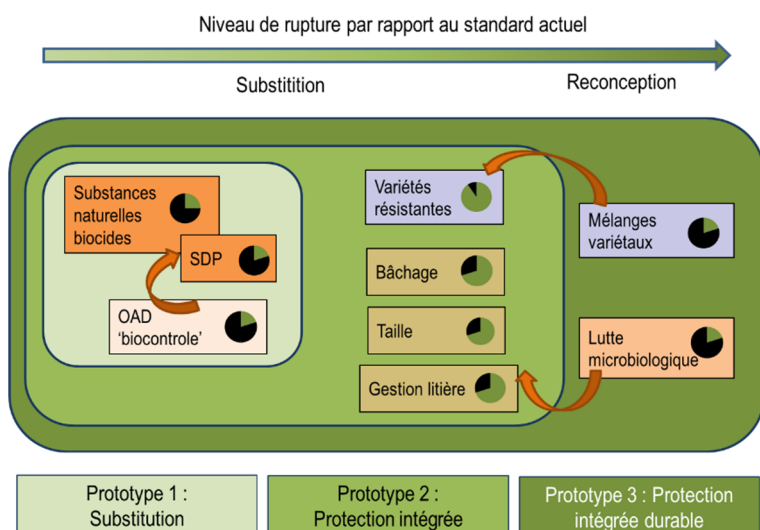 Niveau de rupture par rapport au standard actuel
Substitition
Reconception
Substances
naturelles
biocides
SDP
OAD
‘biocontrole’
Variétés
résistantes
Bâchage
Taille
Gestion litière
Mélanges
variétaux
Lutte
microbiologique
Prototype 1 :
Substitution
Prototype 2 :
Protection intégrée
Prototype 3 : Protection
intégrée durable